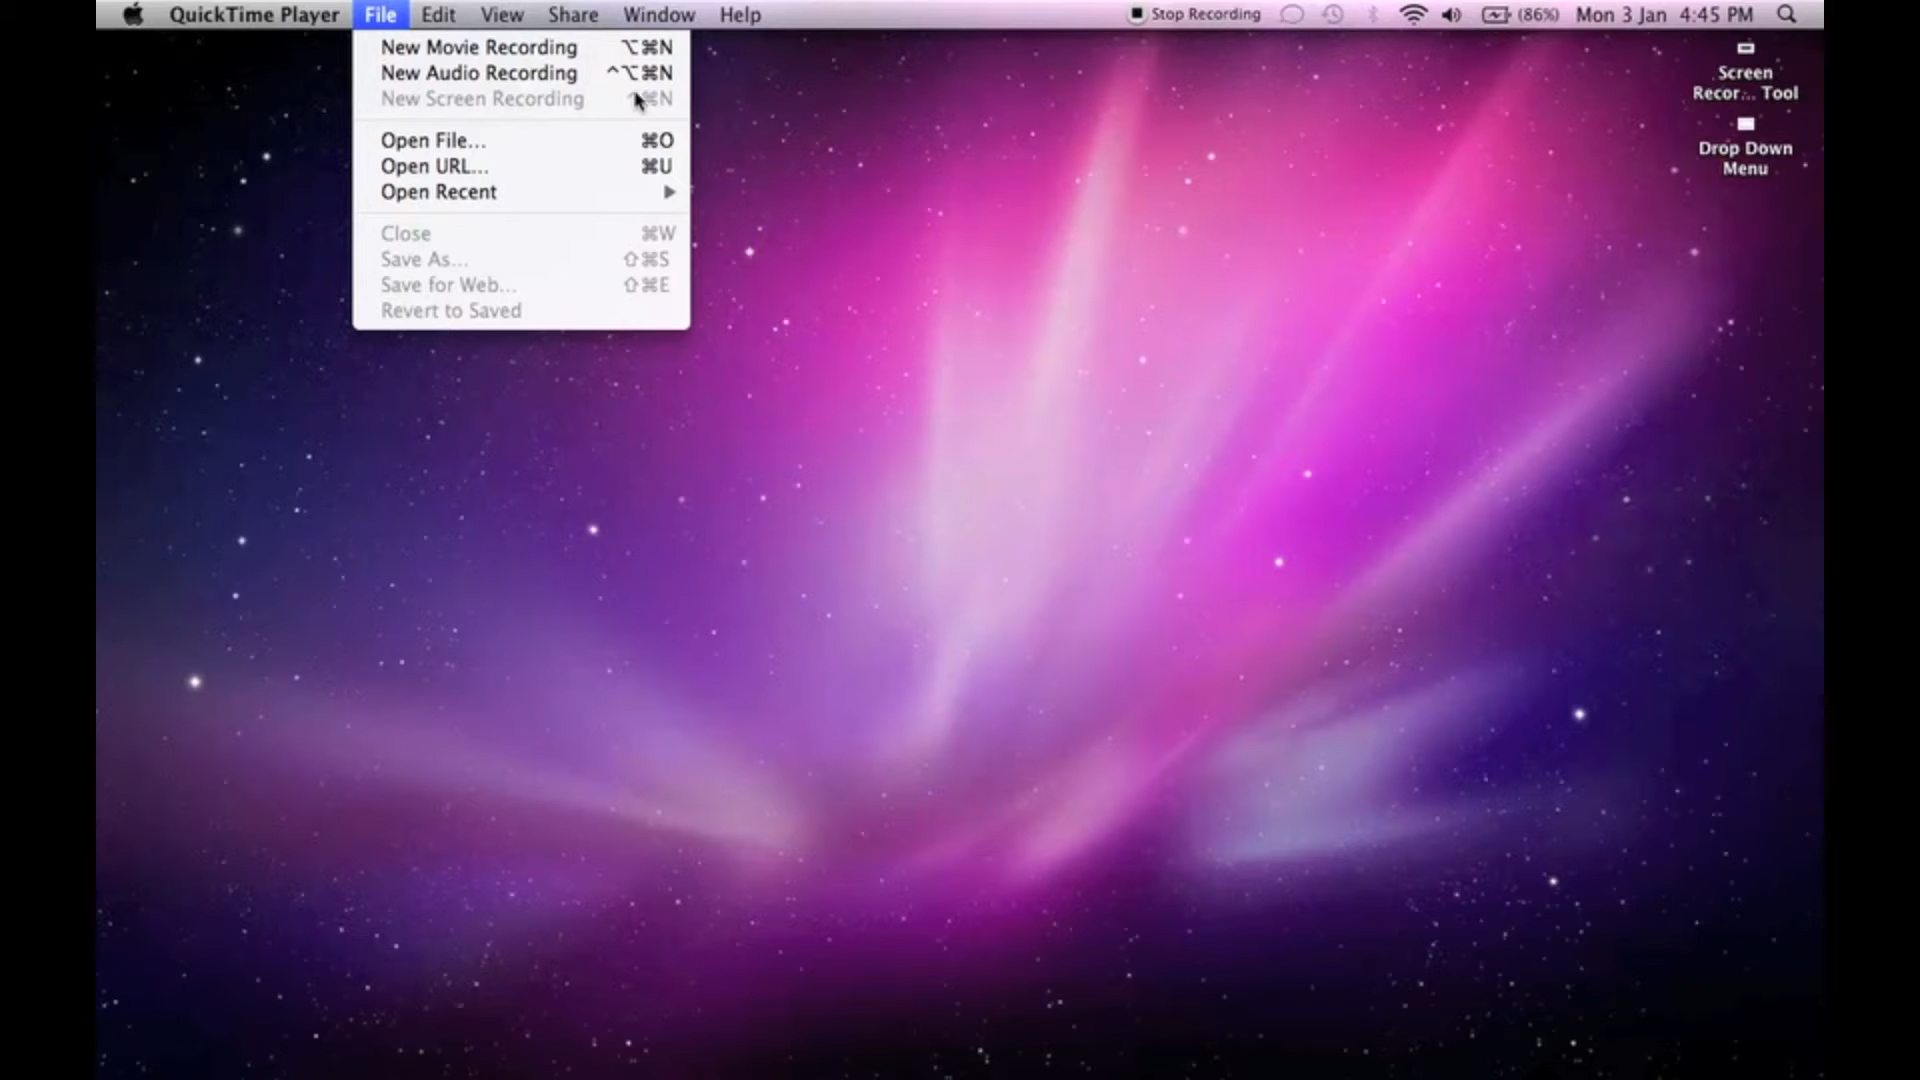 QuickTime Player File Edit View Share Window Help Stop Recording (86%) Mon 3 Jan 4:45 PM
New Movie Recording ⌥⌘N
New Audio Recording ^⌥⌘N
New Screen Recording ⌘N
Open File... ⌘O
Open URL... ⌘U
Open Recent
Close ⌘W
Save As... ⇧⌘S
Save for Web... ⇧⌘E
Revert to Saved
Screen
Recor... Tool
Drop Down
Menu